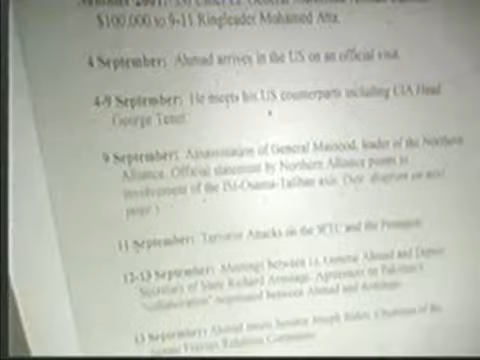 $100,000 to 9-11 Ringleader Mohamed Atta.
4 September: Ahmad arrives in the US on an official visit.
4-9 September: He meets his US counterparts including CIA Head
George Tenet.
9 September: Assassination of General Masood, leader of the Northern
Alliance. Official statement by Northern Alliance points to
involvement of the ISI-Osama-Taliban axis.
11 September: Terrorist Attacks on the WTC and the Pentagon.
12-13 September: Meetings between Lt. General Ahmad and Deputy
Secretary of State Richard Armitage. Agreement on Pakistan's
"collaboration" negotiated between Ahmad and Armitage.
13 September: Ahmad meets Senator Joseph Biden, Chairman of the
Senate Foreign Relations Committee